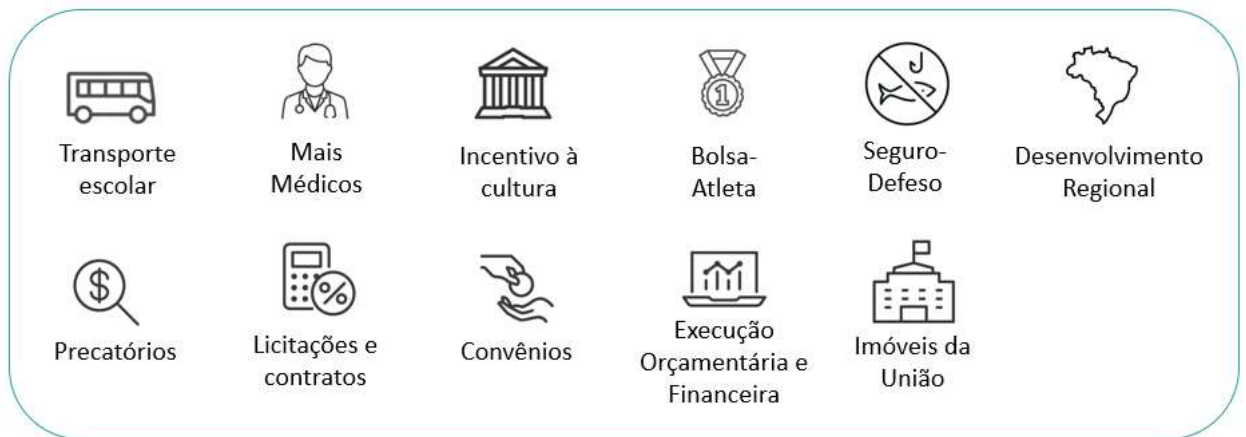 Transporte
escolar
Mais
Médicos
Incentivo à
cultura
1
Bolsa-
Atleta
Seguro-
Defeso
Desenvolvimento
Regional
$
Precatórios
%
Licitações e
contratos
Convênios
Execução
Orçamentária e
Financeira
Imóveis da
União